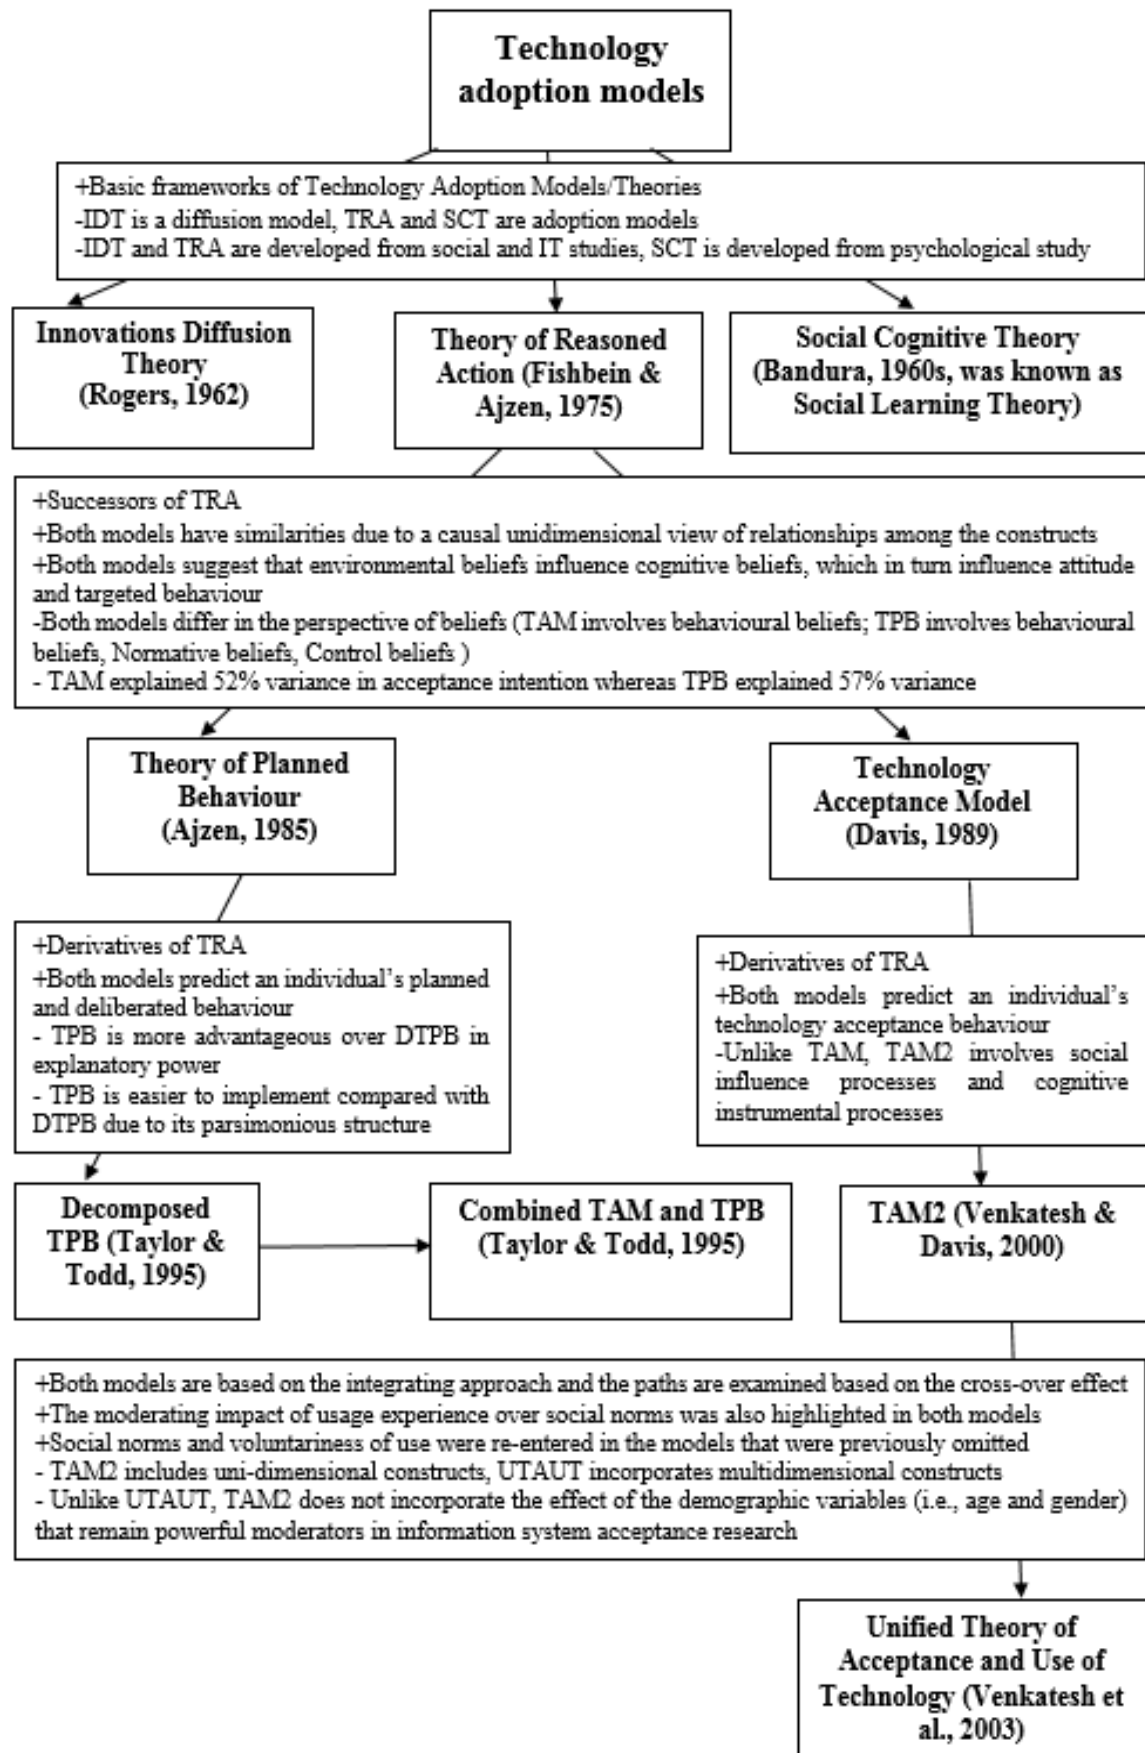 Technology
adoption models
+Basic frameworks of Technology Adoption Models/Theories
-IDT is a diffusion model, TRA and SCT are adoption models
-IDT and TRA are developed from social and IT studies, SCT is developed from psychological study
Innovations Diffusion
Theory
(Rogers, 1962)
Theory of Reasoned
Action (Fishbein &
Ajzen, 1975)
Social Cognitive Theory
(Bandura, 1960s, was known as
Social Learning Theory)
+Successors of TRA
+Both models have similarities due to a causal unidimensional view of relationships among the constructs
+Both models suggest that environmental beliefs influence cognitive beliefs, which in turn influence attitude
and targeted behaviour
-Both models differ in the perspective of beliefs (TAM involves behavioural beliefs; TPB involves behavioural
beliefs, Normative beliefs, Control beliefs )
- TAM explained 52% variance in acceptance intention whereas TPB explained 57% variance
Theory of Planned
Behaviour
(Ajzen, 1985)
Technology
Acceptance Model
(Davis, 1989)
+Derivatives of TRA
+Both models predict an individual’s planned
and deliberated behaviour
- TPB is more advantageous over DTPB in
explanatory power
- TPB is easier to implement compared with
DTPB due to its parsimonious structure
+Derivatives of TRA
+Both models predict an individual’s
technology acceptance behaviour
-Unlike TAM, TAM2 involves social
influence processes and cognitive
instrumental processes
Decomposed
TPB (Taylor &
Todd, 1995)
Combined TAM and TPB
(Taylor & Todd, 1995)
TAM2 (Venkatesh &
Davis, 2000)
+Both models are based on the integrating approach and the paths are examined based on the cross-over effect
+The moderating impact of usage experience over social norms was also highlighted in both models
+Social norms and voluntariness of use were re-entered in the models that were previously omitted
- TAM2 includes uni-dimensional constructs, UTAUT incorporates multidimensional constructs
- Unlike UTAUT, TAM2 does not incorporate the effect of the demographic variables (i.e., age and gender)
that remain powerful moderators in information system acceptance research
Unified Theory of
Acceptance and Use of
Technology (Venkatesh et
al., 2003)